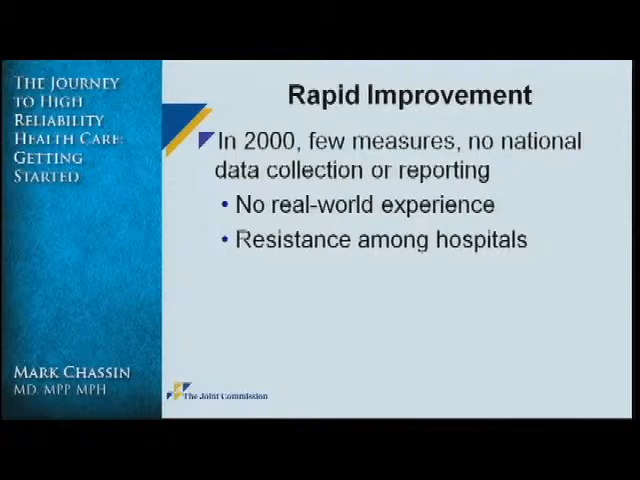 THE JOURNEY
TO HIGH
RELIABILITY
HEALTH CARE:
GETTING
STARTED
MARK CHASSIN
MD, MPP, MPH
Rapid Improvement
In 2000, few measures, no national
data collection or reporting
• No real-world experience
• Resistance among hospitals
The Joint Commission